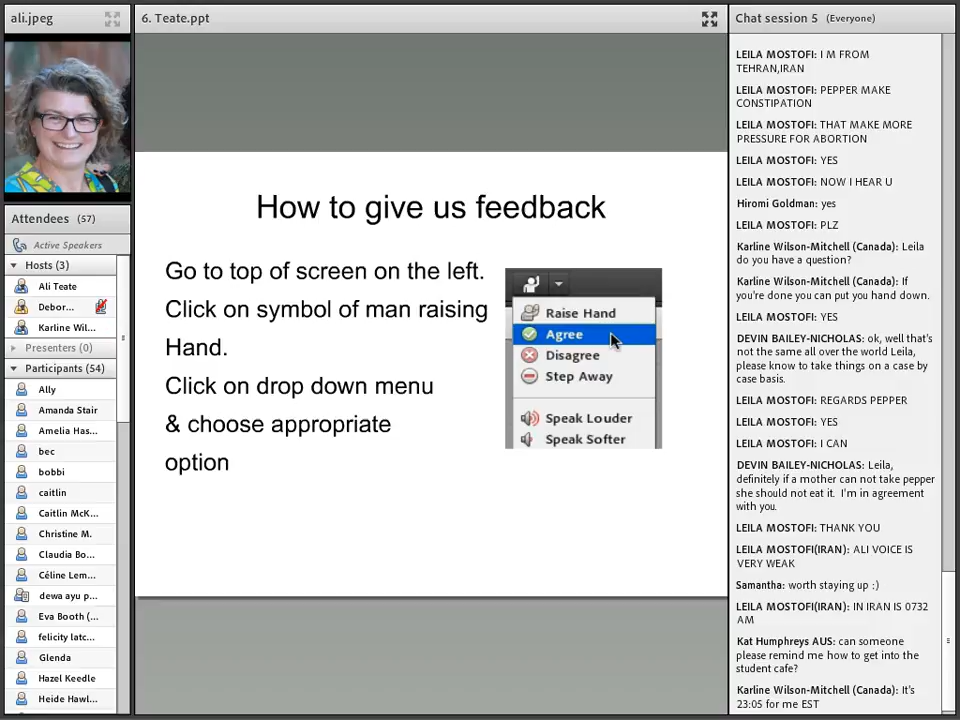 ali.jpeg
Attendees (57)
Active Speakers
Hosts (3)
Ali Teate
Debor...
Karline Wil...
Presenters (0)
Participants (54)
Ally
Amanda Stair
Amelia Has...
bec
bobbi
caitlin
Caitlin McK...
Christine M.
Claudia Bo...
Céline Lem...
dewa ayu p...
Eva Booth (...
felicity latc...
Glenda
Hazel Keedle
Heide Hawl...
6. Teate.ppt
How to give us feedback
Go to top of screen on the left.
Click on symbol of man raising
Hand.
Click on drop down menu
& choose appropriate
option
Raise Hand
Agree
Disagree
Step Away
Speak Louder
Speak Softer
Chat session 5 (Everyone)
LEILA MOSTOFI: I M FROM
TEHRAN,IRAN
LEILA MOSTOFI: PEPPER MAKE
CONSTIPATION
LEILA MOSTOFI: THAT MAKE MORE
PRESSURE FOR ABORTION
LEILA MOSTOFI: YES
LEILA MOSTOFI: NOW I HEAR U
Hiromi Goldman: yes
LEILA MOSTOFI: PLZ
Karline Wilson-Mitchell (Canada): Leila
do you have a question?
Karline Wilson-Mitchell (Canada): If
you're done you can put you hand down.
LEILA MOSTOFI: YES
DEVIN BAILEY-NICHOLAS: ok, well that's
not the same all over the world Leila,
please know to take things on a case by
case basis.
LEILA MOSTOFI: REGARDS PEPPER
LEILA MOSTOFI: YES
LEILA MOSTOFI: I CAN
DEVIN BAILEY-NICHOLAS: Leila,
definitely if a mother can not take pepper
she should not eat it. I'm in agreement
with you.
LEILA MOSTOFI: THANK YOU
LEILA MOSTOFI(IRAN): ALI VOICE IS
VERY WEAK
Samantha: worth staying up :)
LEILA MOSTOFI(IRAN): IN IRAN IS 0732
AM
Kat Humphreys AUS: can someone
please remind me how to get into the
student cafe?
Karline Wilson-Mitchell (Canada): It's
23:05 for me EST